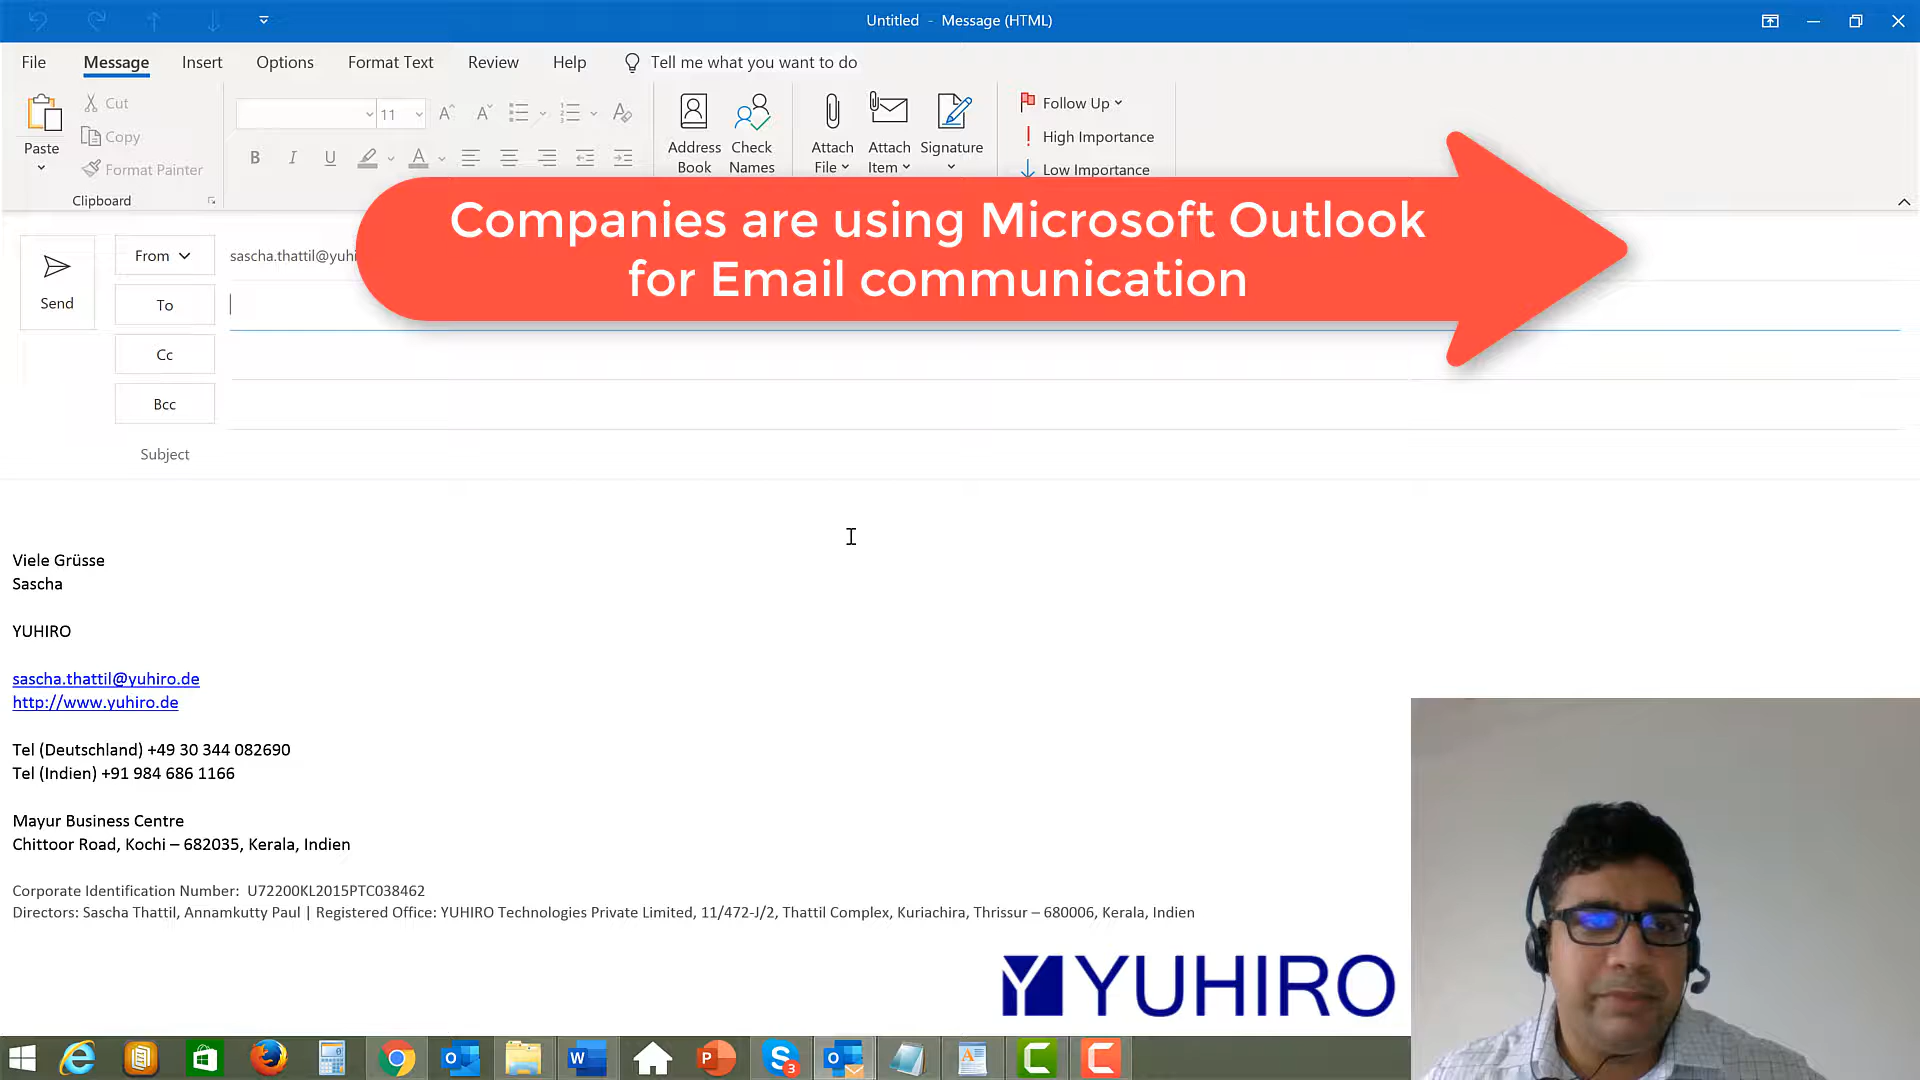 Untitled - Message (HTML)
File Message Insert Options Format Text Review Help Tell me what you want to do
Paste
Cut
Copy
Format Painter
Clipboard
11
Address Book
Check Names
Attach File
Attach Item
Signature
Follow Up
High Importance
Low Importance
Companies are using Microsoft Outlook
for Email communication
Send
From sascha.thattil@yuhi
To
Cc
Bcc
Subject
Viele Grüsse
Sascha
YUHIRO
sascha.thattil@yuhiro.de
http://www.yuhiro.de
Tel (Deutschland) +49 30 344 082690
Tel (Indien) +91 984 686 1166
Mayur Business Centre
Chittoor Road, Kochi – 682035, Kerala, Indien
Corporate Identification Number: U72200KL2015PTC038462
Directors: Sascha Thattil, Annamkutty Paul | Registered Office: YUHIRO Technologies Private Limited, 11/472-J/2, Thattil Complex, Kuriachira, Thrissur – 680006, Kerala, Indien
YUHIRO
3